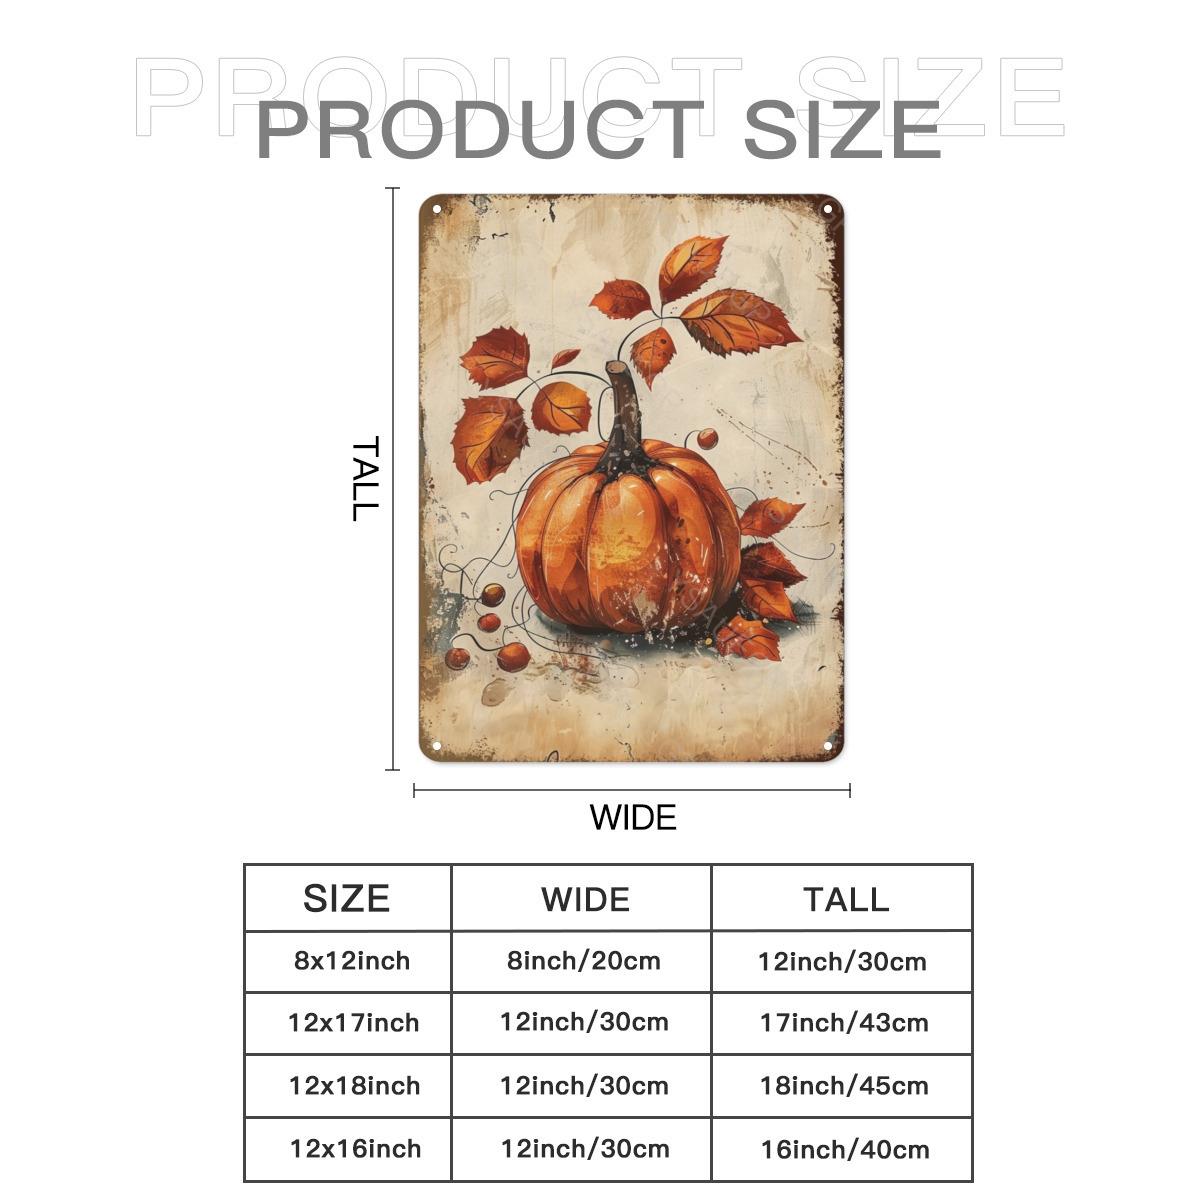 PRODUCT SIZE
PRODUCT SIZE
TALL
WIDE
SIZE WIDE TALL
8x12inch 8inch/20cm 12inch/30cm
12x17inch 12inch/30cm 17inch/43cm
12x18inch 12inch/30cm 18inch/45cm
12x16inch 12inch/30cm 16inch/40cm